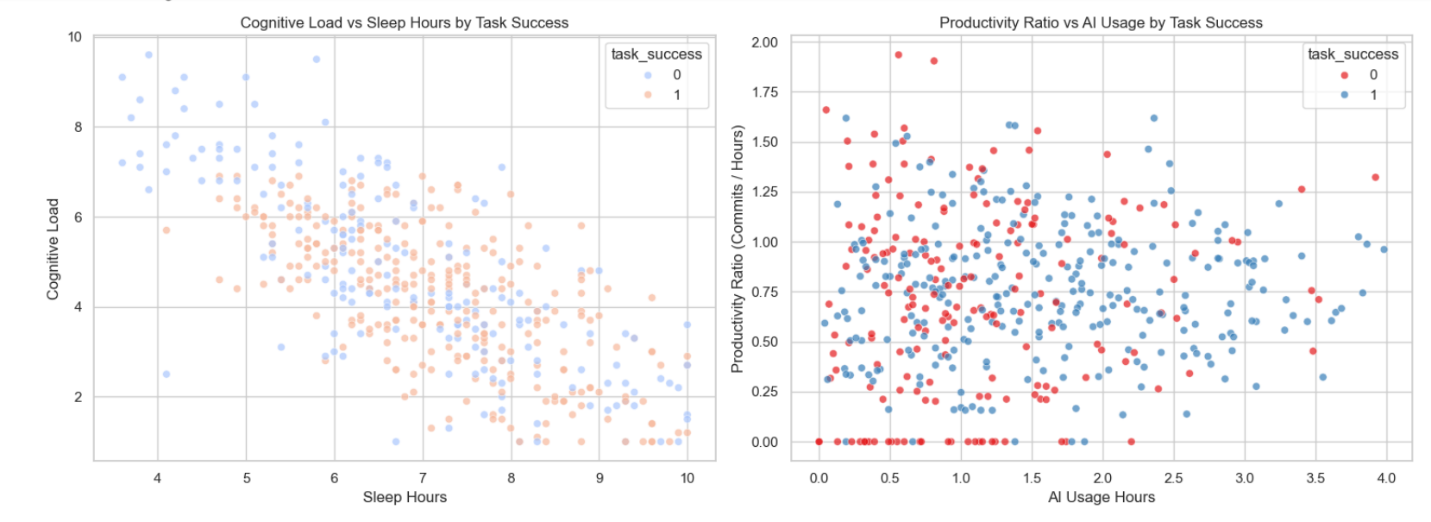 Cognitive Load vs Sleep Hours by Task Success
10
8
6
4
2
Cognitive Load
4 5 6 7 8 9 10
Sleep Hours
task_success
0
1
Productivity Ratio vs AI Usage by Task Success
2.00
1.75
1.50
1.25
1.00
0.75
0.50
0.25
0.00
Productivity Ratio (Commits / Hours)
0.0 0.5 1.0 1.5 2.0 2.5 3.0 3.5 4.0
AI Usage Hours
task_success
0
1